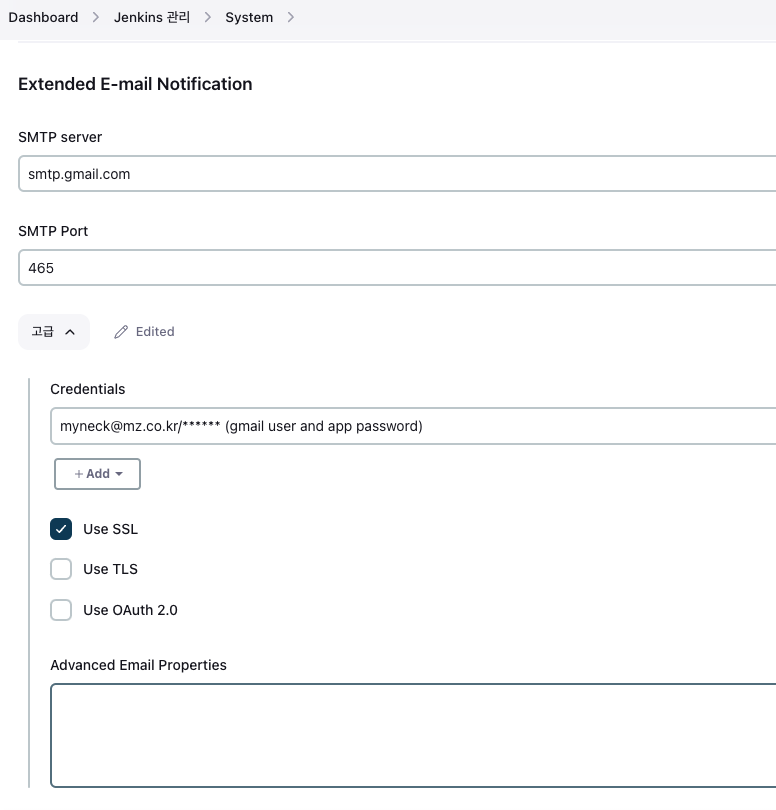 Dashboard > Jenkins 관리 > System >
Extended E-mail Notification
SMTP server
smtp.gmail.com
SMTP Port
465
고급 Edited
Credentials
myneck@mz.co.kr/****** (gmail user and app password)
+ Add
Use SSL
Use TLS
Use OAuth 2.0
Advanced Email Properties